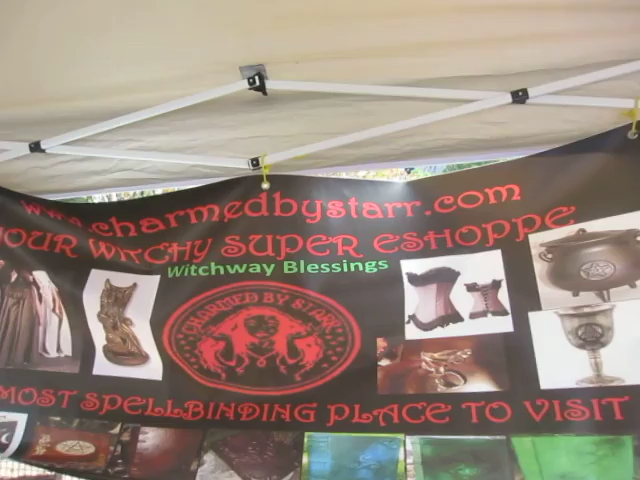 www.charmedbystarr.com
YOUR WITCHY SUPER ESHOPPE
Witchway Blessings
CHARMED BY STARR
MOST SPELLBINDING PLACE TO VISIT